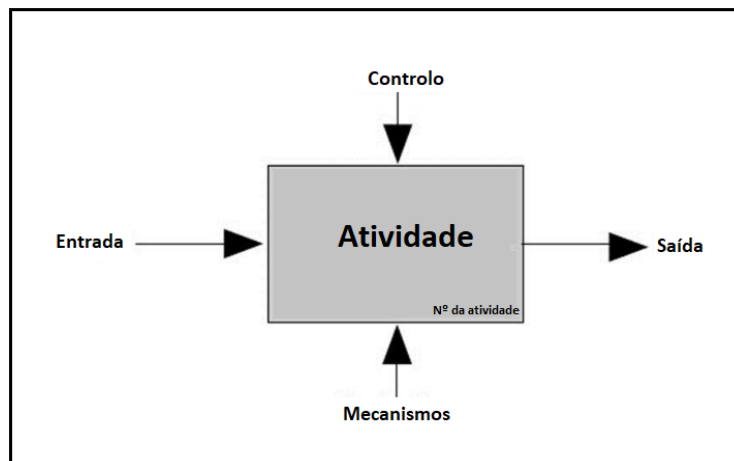 Controlo
Entrada
Atividade
Saída
Nº da atividade
Mecanismos